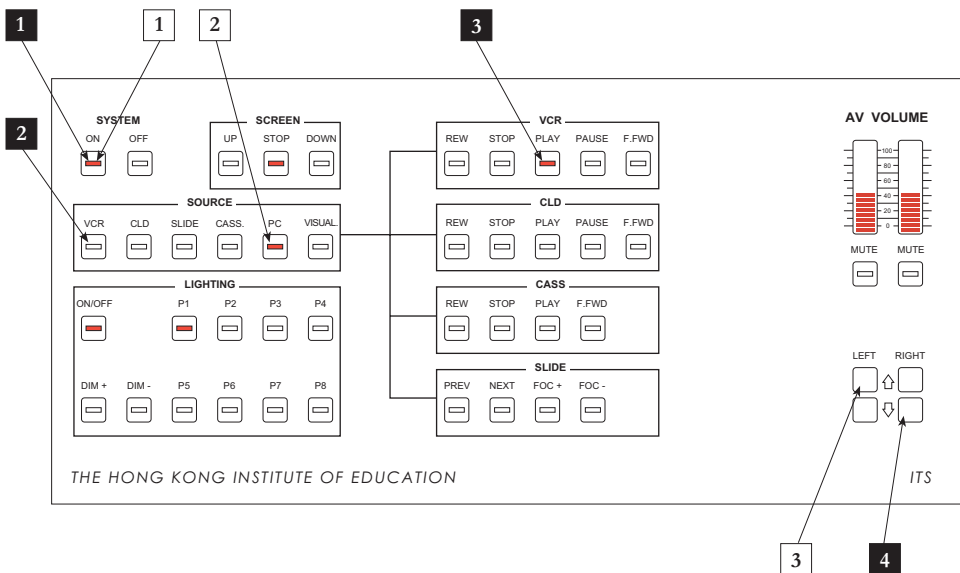 1 1 2 3
SYSTEM SCREEN VCR AV VOLUME
ON OFF UP STOP DOWN REW STOP PLAY PAUSE F.FWD
2
100
80
60
40
20
0
SOURCE CLD
VCR CLD SLIDE CASS. PC VISUAL. REW STOP PLAY PAUSE F.FWD
MUTE MUTE
LIGHTING CASS
ON/OFF P1 P2 P3 P4 REW STOP PLAY F.FWD
LEFT RIGHT
SLIDE
DIM + DIM - P5 P6 P7 P8 PREV NEXT FOC + FOC -
THE HONG KONG INSTITUTE OF EDUCATION ITS
3 4